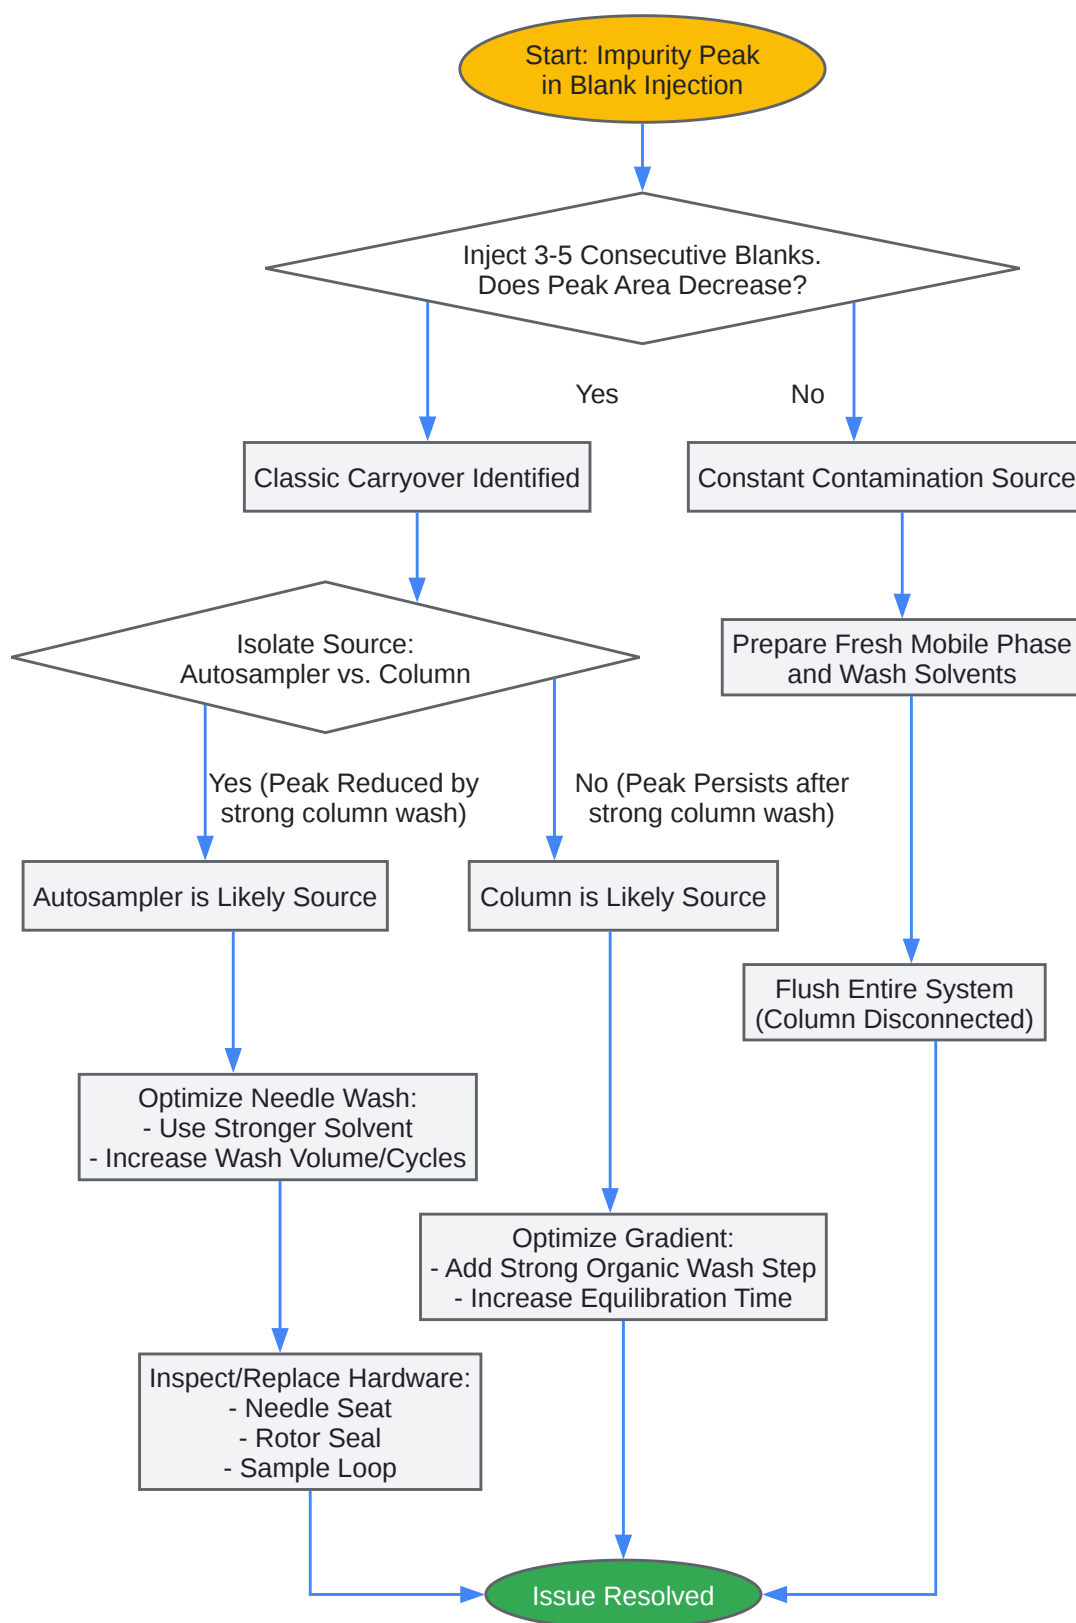 Start: Impurity Peak
in Blank Injection
Inject 3-5 Consecutive Blanks.
Does Peak Area Decrease?
Yes
No
Classic Carryover Identified
Constant Contamination Source
Isolate Source:
Autosampler vs. Column
Prepare Fresh Mobile Phase
and Wash Solvents
Yes (Peak Reduced by
strong column wash)
No (Peak Persists after
strong column wash)
Autosampler is Likely Source
Column is Likely Source
Flush Entire System
(Column Disconnected)
Optimize Needle Wash:
- Use Stronger Solvent
- Increase Wash Volume/Cycles
Optimize Gradient:
- Add Strong Organic Wash Step
- Increase Equilibration Time
Inspect/Replace Hardware:
- Needle Seat
- Rotor Seal
- Sample Loop
Issue Resolved